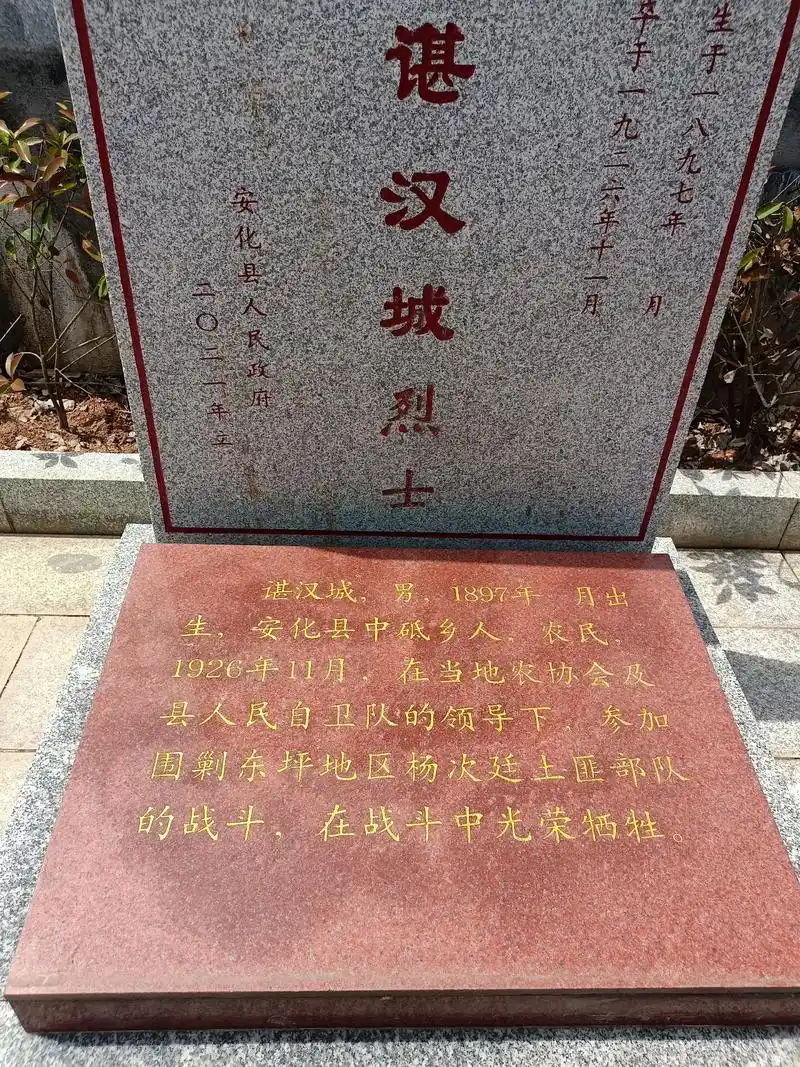 生于一八九七年 月
卒于一九二六年十一月
谌汉城烈士
安化县人民政府
二〇二一年立
谌汉城，男，1897年 月出
生，安化县中砥乡人，农民，
1926年11月，在当地农协会及
县人民自卫队的领导下，参加
围剿东坪地区杨次廷土匪部队
的战斗，在战斗中光荣牺牲。